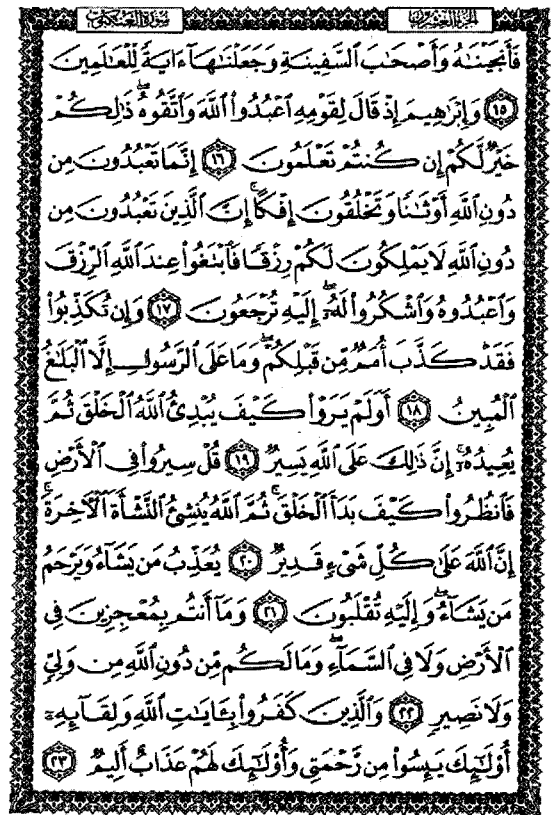 الجزء العشرون سورة العنكبوت
فَأَنجَيْنَٰهُ وَأَصْحَٰبَ ٱلسَّفِينَةِ وَجَعَلْنَٰهَآ ءَايَةً لِّلْعَٰلَمِينَ
١٥ وَإِبْرَٰهِيمَ إِذْ قَالَ لِقَوْمِهِ ٱعْبُدُوا۟ ٱللَّهَ وَٱتَّقُوهُ ۖ ذَٰلِكُمْ
خَيْرٌ لَّكُمْ إِن كُنتُمْ تَعْلَمُونَ ١٦ إِنَّمَا تَعْبُدُونَ مِن
دُونِ ٱللَّهِ أَوْثَٰنًا وَتَخْلُقُونَ إِفْكًا ۚ إِنَّ ٱلَّذِينَ تَعْبُدُونَ مِن
دُونِ ٱللَّهِ لَا يَمْلِكُونَ لَكُمْ رِزْقًا فَٱبْتَغُوا۟ عِندَ ٱللَّهِ ٱلرِّزْقَ
وَٱعْبُدُوهُ وَٱشْكُرُوا۟ لَهُۥٓ ۖ إِلَيْهِ تُرْجَعُونَ ١٧ وَإِن تُكَذِّبُوا۟
فَقَدْ كَذَّبَ أُمَمٌ مِّن قَبْلِكُمْ ۖ وَمَا عَلَى ٱلرَّسُولِ إِلَّا ٱلْبَلَٰغُ
ٱلْمُبِينُ ١٨ أَوَلَمْ يَرَوْا۟ كَيْفَ يُبْدِئُ ٱللَّهُ ٱلْخَلْقَ ثُمَّ
يُعِيدُهُۥٓ ۚ إِنَّ ذَٰلِكَ عَلَى ٱللَّهِ يَسِيرٌ ١٩ قُلْ سِيرُوا۟ فِى ٱلْأَرْضِ
فَٱنظُرُوا۟ كَيْفَ بَدَأَ ٱلْخَلْقَ ۚ ثُمَّ ٱللَّهُ يُنشِئُ ٱلنَّشْأَةَ ٱلْءَاخِرَةَ ۚ
إِنَّ ٱللَّهَ عَلَىٰ كُلِّ شَىْءٍ قَدِيرٌ ٢٠ يُعَذِّبُ مَن يَشَآءُ وَيَرْحَمُ
مَن يَشَآءُ ۖ وَإِلَيْهِ تُقْلَبُونَ ٢١ وَمَآ أَنتُم بِمُعْجِزِينَ فِى
ٱلْأَرْضِ وَلَا فِى ٱلسَّمَآءِ ۖ وَمَا لَكُم مِّن دُونِ ٱللَّهِ مِن وَلِىٍّ
وَلَا نَصِيرٍ ٢٢ وَٱلَّذِينَ كَفَرُوا۟ بِـَٔايَٰتِ ٱللَّهِ وَلِقَآئِهِۦٓ
أُو۟لَٰٓئِكَ يَئِسُوا۟ مِن رَّحْمَتِى وَأُو۟لَٰٓئِكَ لَهُمْ عَذَابٌ أَلِيمٌ ٢٣